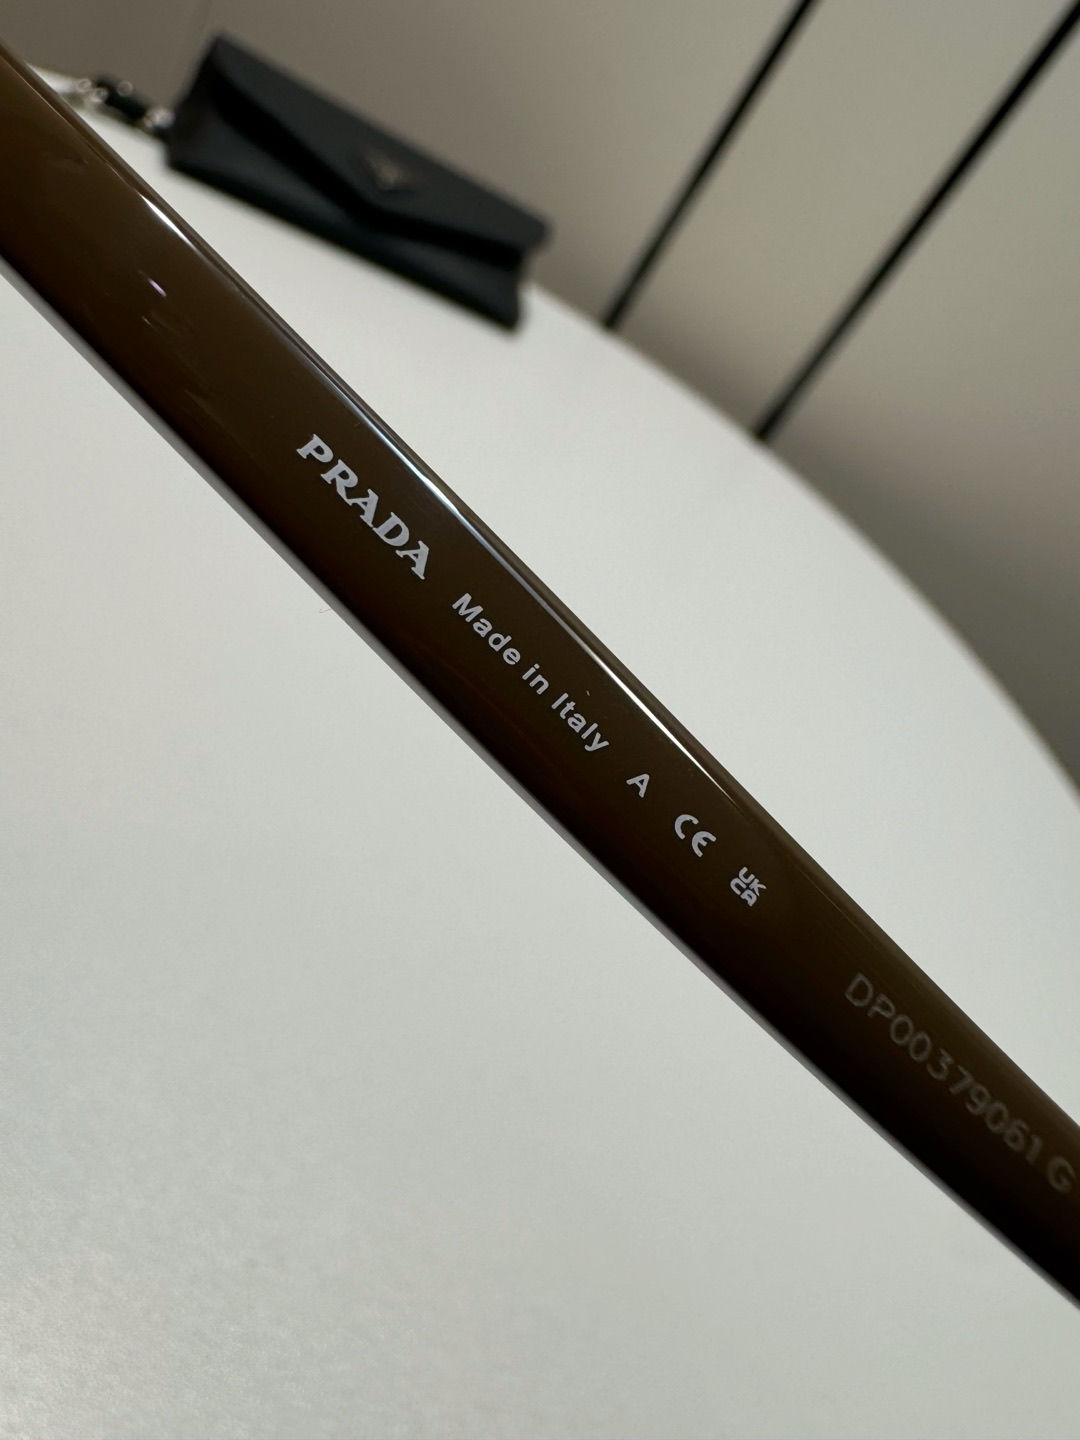 PRADA Made in Italy A CE UKCA DP00379061 G